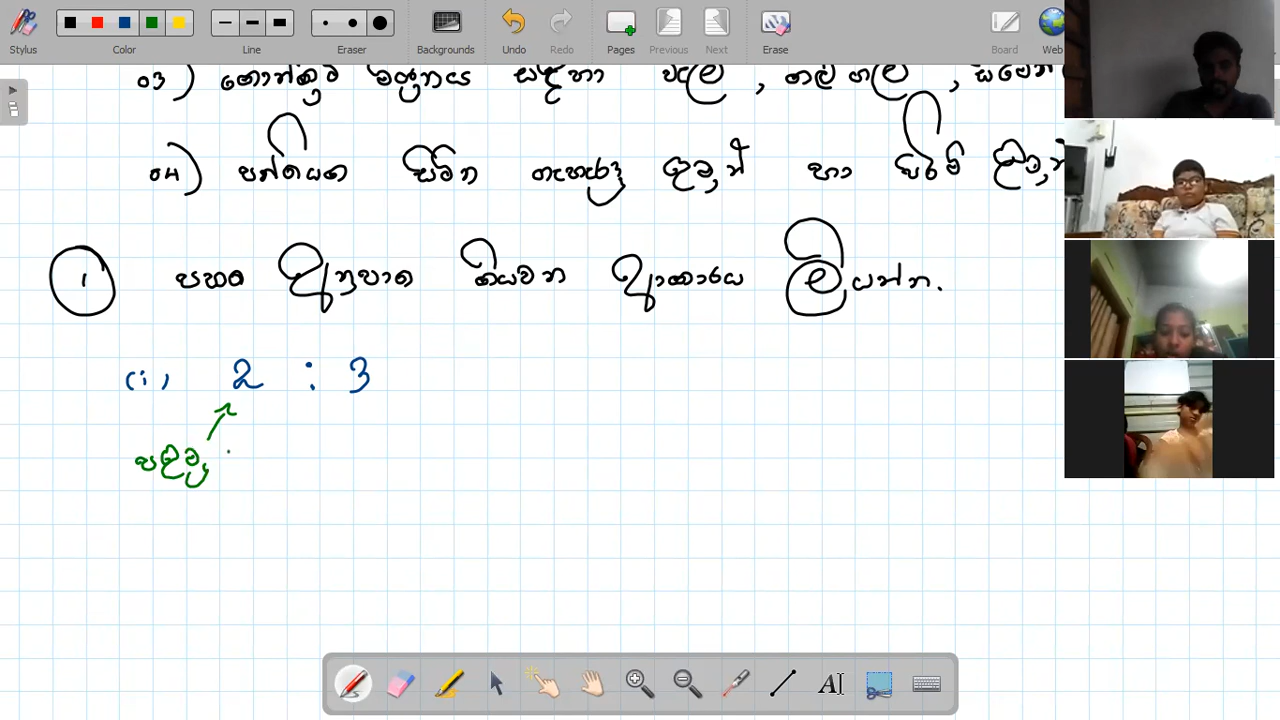 Stylus Color Line Eraser Backgrounds Undo Redo Pages Previous Next Erase Board Web
03) කොන්ක්‍රීට් මිශ්‍රණය සඳහා වැලි , ගල් ,
04) පන්තියක සිටින ගැහැණු ළමුන් හා පිරිමි ළමුන්
1 පහත අනුපාත කියවන ආකාරය ලියන්න.
(i) 2 : 3
පළමු